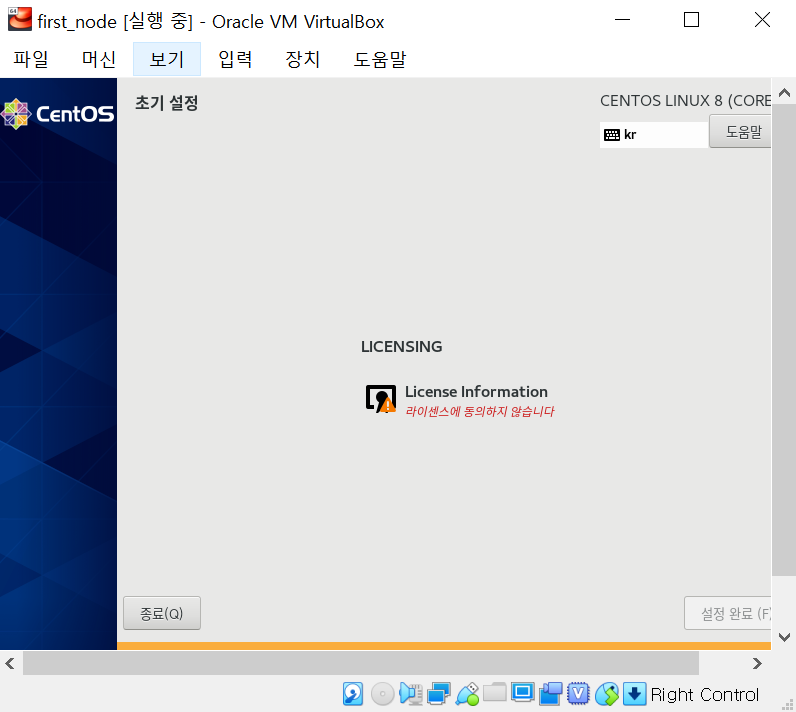 first_node [실행 중] - Oracle VM VirtualBox
파일 머신 보기 입력 장치 도움말
CentOS
초기 설정
CENTOS LINUX 8 (CORE
kr
도움말
LICENSING
License Information
라이센스에 동의하지 않습니다
종료(Q)
설정 완료 (F)
Right Control